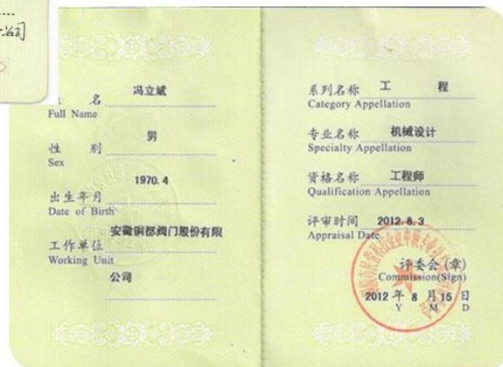 公司
名 冯立斌
Full Name
性 别 男
Sex
1970.4
出生年月
Date of Birth
安徽铜都阀门股份有限
工作单位
Working Unit
公司
系列名称 工 程
Category Appellation
专业名称 机械设计
Specialty Appellation
资格名称 工程师
Qualification Appellation
评审时间 2012.8.3
Appraisal Date
评委会(章)
Commission(Sign)
2012 年 8 月 15 日
Y M D